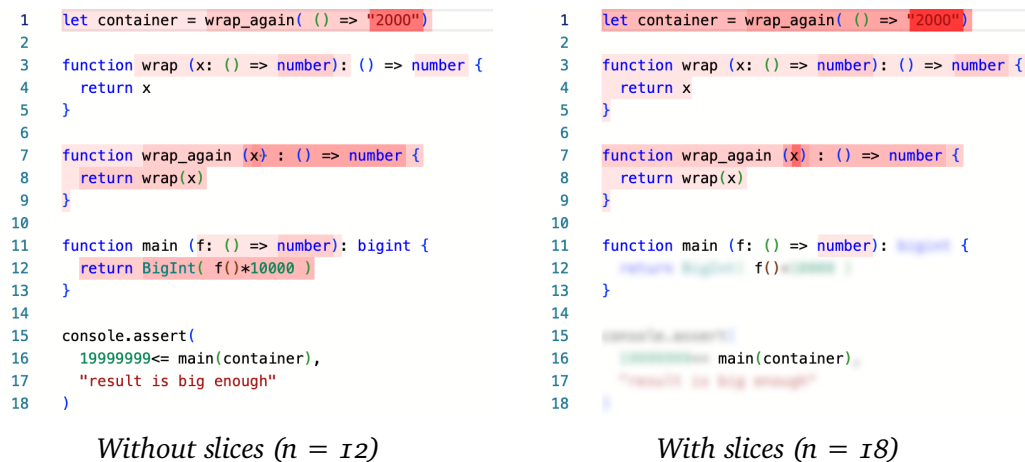 1 let container = wrap_again( () => "2000")
2
3 function wrap (x: () => number): () => number {
4 return x
5 }
6
7 function wrap_again (x) : () => number {
8 return wrap(x)
9 }
10
11 function main (f: () => number): bigint {
12 return BigInt( f()*10000 )
13 }
14
15 console.assert(
16 19999999<= main(container),
17 "result is big enough"
18 )
Without slices (n = 12)
1 let container = wrap_again( () => "2000")
2
3 function wrap (x: () => number): () => number {
4 return x
5 }
6
7 function wrap_again (x) : () => number {
8 return wrap(x)
9 }
10
11 function main (f: () => number): {
12 f()
13 }
14
15
16 main(container),
17
18
With slices (n = 18)